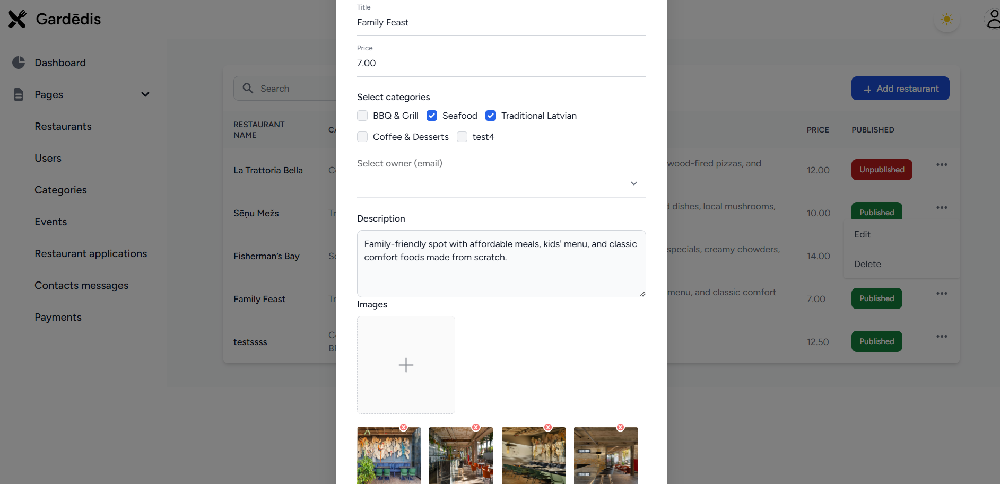 Gardēdis
Dashboard
Pages
Restaurants
Users
Categories
Events
Restaurant applications
Contacts messages
Payments
Search
Add restaurant
RESTAURANT
NAME
PRICE
PUBLISHED
La Trattoria Bella
wood-fired pizzas, and
12.00
Unpublished
Sēņu Mežs
dishes, local mushrooms,
10.00
Published
Edit
Delete
Fisherman’s Bay
specials, creamy chowders,
14.00
Family Feast
menu, and classic comfort
7.00
Published
testssss
12.50
Published
Title
Family Feast
Price
7.00
Select categories
BBQ & Grill
Seafood
Traditional Latvian
Coffee & Desserts
test4
Select owner (email)
Description
Family-friendly spot with affordable meals, kids' menu, and classic
comfort foods made from scratch.
Images